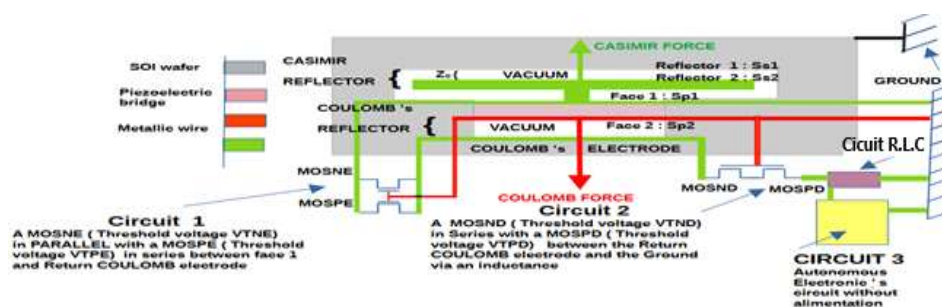 CASIMIR FORCE
SOI wafer
CASIMIR
REFLECTOR {
Z₀ (
VACUUM
Reflector 1 : Ss1
Reflector 2 : Ss2
GROUND
Piezoelectric
bridge
Face 1 : Sp1
COULOMB 's
REFLECTOR {
Metallic wire
VACUUM
Face 2 : Sp2
COULOMB 's ELECTRODE
Cicuit R.L.C
MOSNE
MOSPE
MOSND
MOSPD
COULOMB FORCE
Circuit 1
A MOSNE ( Threshold voltage VTNE)
in PARALLEL with a MOSPE ( Threshold
voltage VTPE) in series between face 1
and Return COULOMB electrode
Circuit 2
A MOSND ( Threshold voltage VTND)
in Series with a MOSPD ( Threshold
voltage VTPD) between the Return
COULOMB electrode and the Ground
via an inductance
CIRCUIT 3
Autonomous
Electronic ' s
circuit without
alimentation